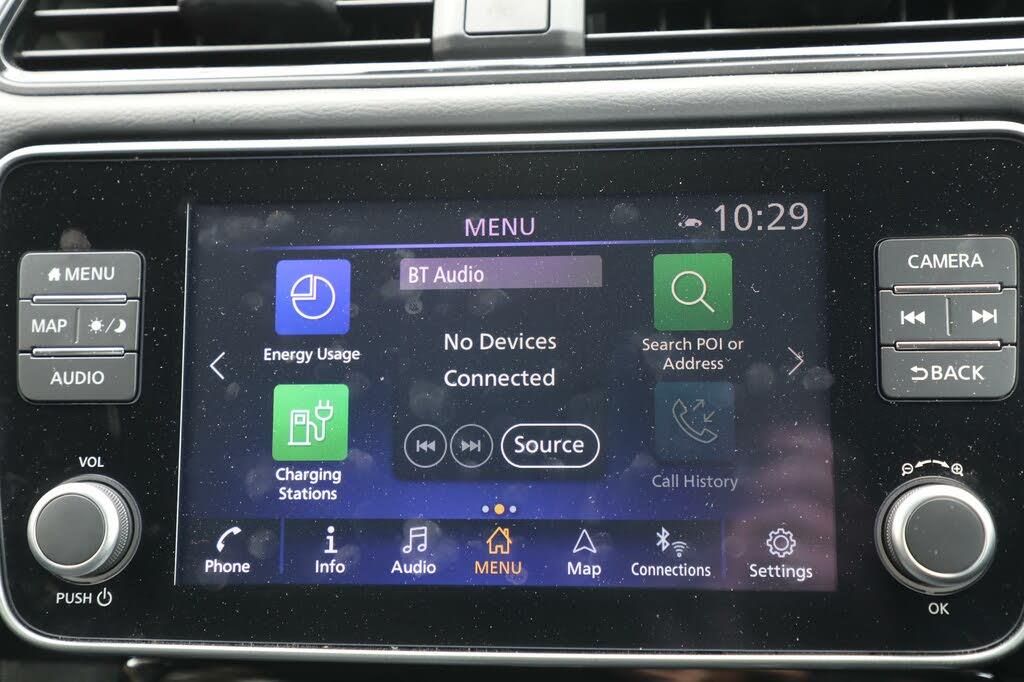 MENU
10:29
MENU
MAP
AUDIO
VOL
PUSH
BT Audio
No Devices
Connected
Source
Energy Usage
Charging
Stations
Search POI or
Address
Call History
Phone
Info
Audio
MENU
Map
Connections
Settings
CAMERA
BACK
OK